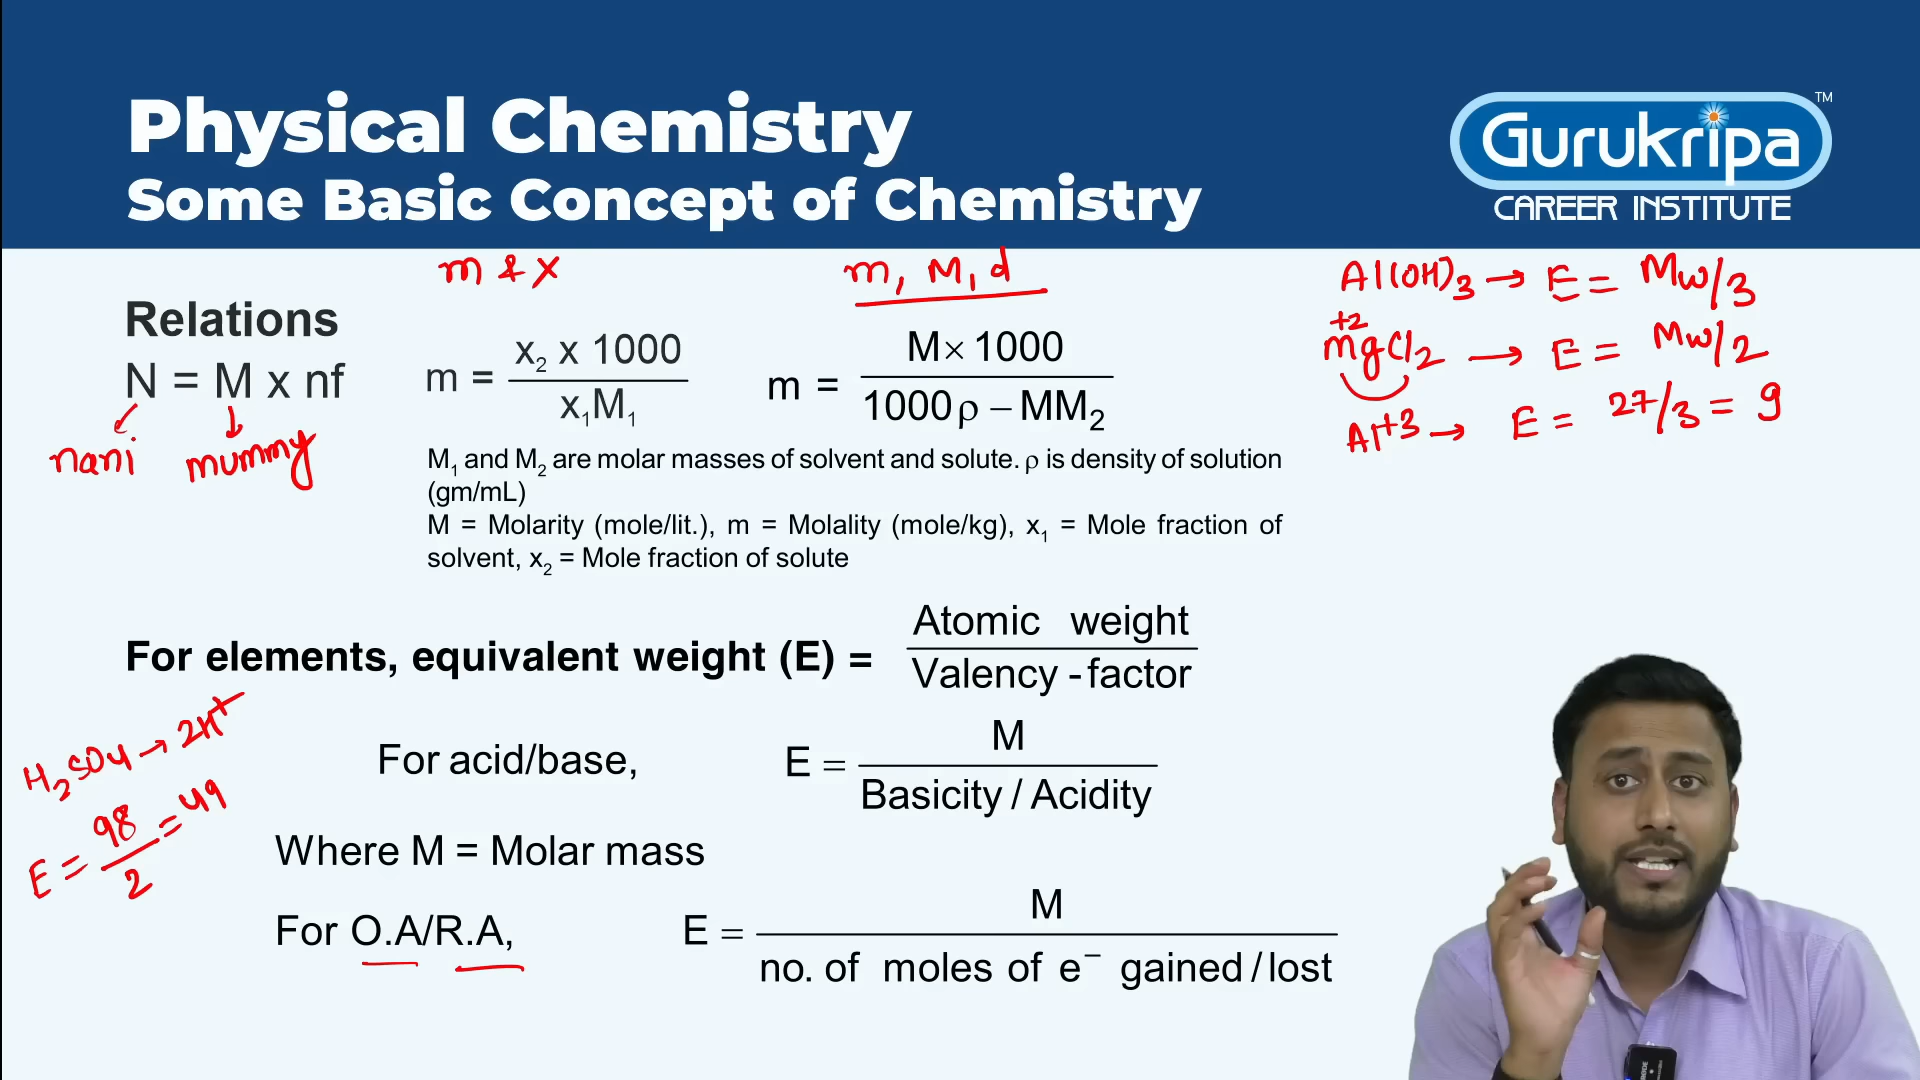 Physical Chemistry
Some Basic Concept of Chemistry
Gurukripa
TM
CAREER INSTITUTE
Relations
N = M x nf
nani mummy
m & x
m = x₂ x 1000 / x₁M₁
m, M, d
m = M× 1000 / 1000ρ – MM₂
Al(OH)₃ → E = Mw/3
+2
MgCl₂ → E = Mw/2
Al⁺³ → E = 27/3 = 9
M₁ and M₂ are molar masses of solvent and solute. ρ is density of solution
(gm/mL)
M = Molarity (mole/lit.), m = Molality (mole/kg), x₁ = Mole fraction of
solvent, x₂ = Mole fraction of solute
For elements, equivalent weight (E) = Atomic weight / Valency - factor
H₂SO₄ → 2H⁺
E = 98/2 = 49
For acid/base, E = M / Basicity / Acidity
Where M = Molar mass
For O.A/R.A, E = M / no. of moles of e⁻ gained / lost